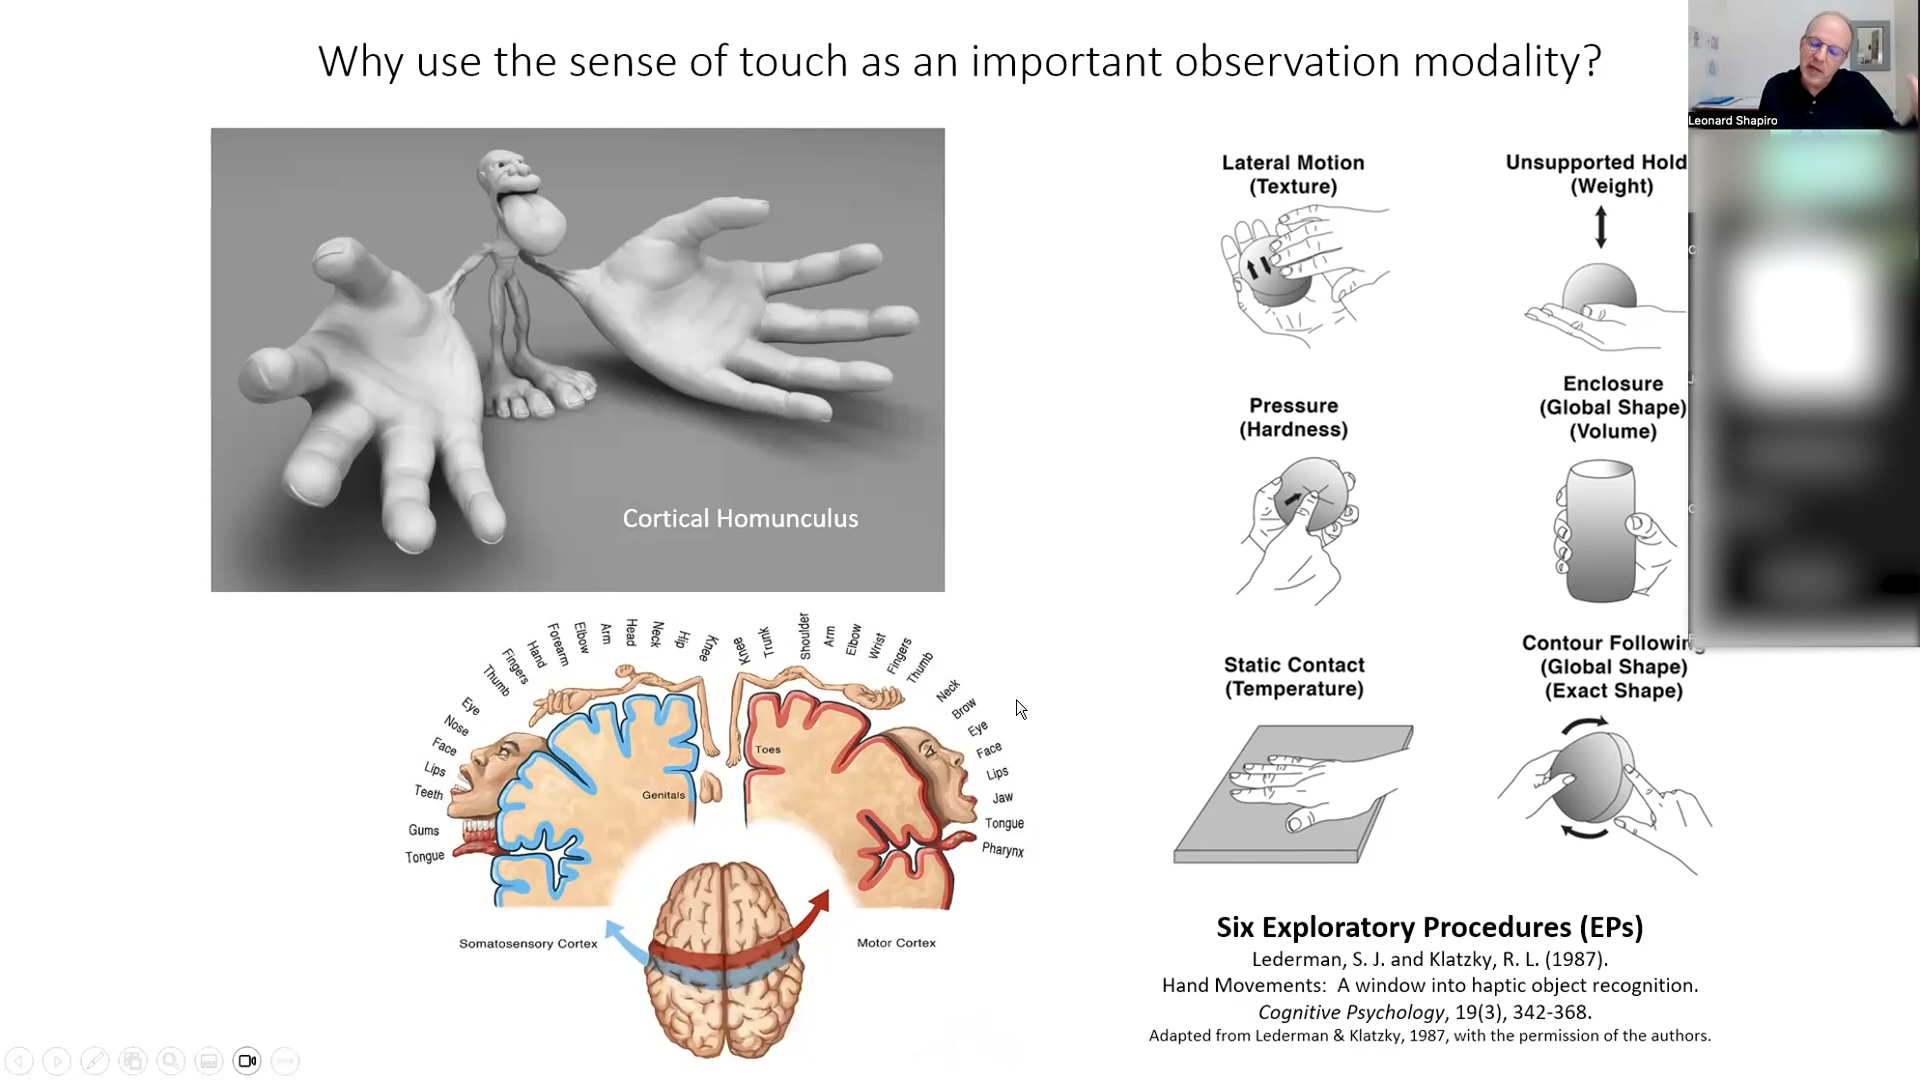 Why use the sense of touch as an important observation modality?
Leonard Shapiro
Cortical Homunculus
Lateral Motion
(Texture)
Unsupported Hold
(Weight)
Pressure
(Hardness)
Enclosure
(Global Shape)
(Volume)
Static Contact
(Temperature)
Contour Following
(Global Shape)
(Exact Shape)
Tongue
Gums
Teeth
Lips
Face
Nose
Eye
Thumb
Fingers
Hand
Forearm
Elbow
Arm
Head
Neck
Hip
Knee
Knee
Trunk
Shoulder
Arm
Elbow
Wrist
Fingers
Thumb
Neck
Brow
Eye
Face
Lips
Jaw
Tongue
Pharynx
Toes
Genitals
Somatosensory Cortex
Motor Cortex
Six Exploratory Procedures (EPs)
Lederman, S. J. and Klatzky, R. L. (1987).
Hand Movements: A window into haptic object recognition.
Cognitive Psychology, 19(3), 342-368.
Adapted from Lederman & Klatzky, 1987, with the permission of the authors.